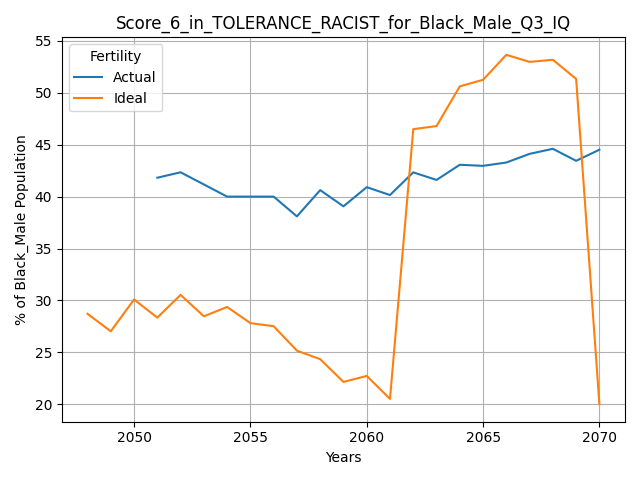 Score_6_in_TOLERANCE_RACIST_for_Black_Male_Q3_IQ
Fertility
Actual
Ideal
% of Black_Male Population
55
50
45
40
35
30
25
20
2050 2055 2060 2065 2070
Years